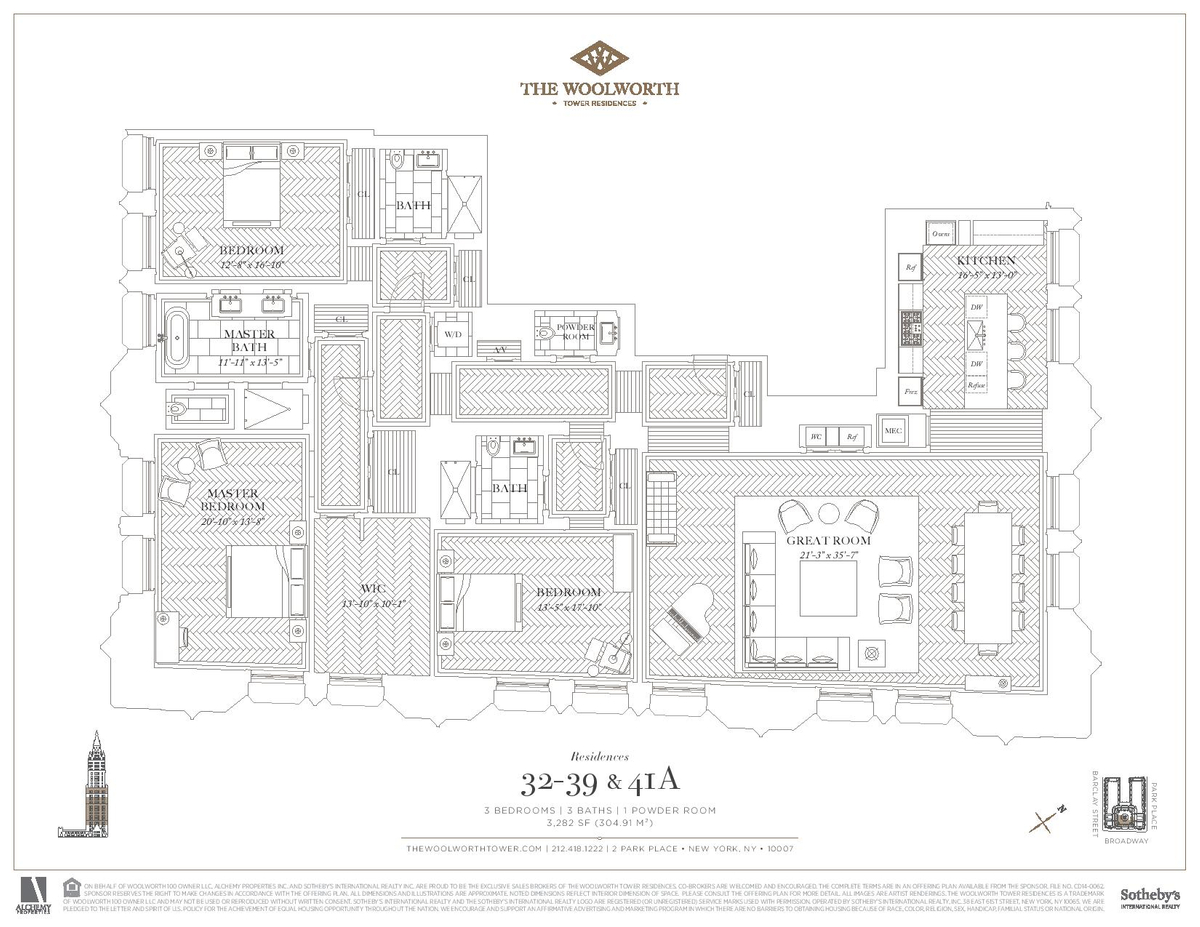 THE WOOLWORTH
TOWER RESIDENCES
BEDROOM
12'-8" x 16'-10"
CL
BATH
CL
CL
MASTER
BATH
11'-11" x 13'-5"
W/D
A/V
POWDER
ROOM
CL
Ovens
Ref
KITCHEN
16'-5" x 13'-0"
DW
DW
Refuse
Frez
WC
Ref
MEC
MASTER
BEDROOM
20'-10" x 13'-8"
CL
BATH
CL
WIC
13'-10" x 10'-1"
BEDROOM
13'-5" x 17'-10"
GREAT ROOM
21'-3" x 35'-7"
Residences
32-39 & 41A
3 BEDROOMS | 3 BATHS | 1 POWDER ROOM
3,282 SF (304.91 M²)
THEWOOLWORTHTOWER.COM | 212.418.1222 | 2 PARK PLACE • NEW YORK, NY • 10007
N
BARCLAY STREET
PARK PLACE
BROADWAY
ALCHEMY
PROPERTIES
ON BEHALF OF WOOLWORTH 100 OWNER LLC, ALCHEMY PROPERTIES INC. AND SOTHEBY'S INTERNATIONAL REALTY INC. ARE PROUD TO BE THE EXCLUSIVE SALES BROKERS OF THE WOOLWORTH TOWER RESIDENCES. CO-BROKERS ARE WELCOMED AND ENCOURAGED. THE COMPLETE TERMS ARE IN AN OFFERING PLAN AVAILABLE FROM THE SPONSOR. FILE NO. CD14-0062.
SPONSOR RESERVES THE RIGHT TO MAKE CHANGES IN ACCORDANCE WITH THE OFFERING PLAN. ALL DIMENSIONS AND ILLUSTRATIONS ARE APPROXIMATE. NOTED DIMENSIONS REFLECT INTERIOR DIMENSION OF SPACE. PLEASE CONSULT THE OFFERING PLAN FOR MORE DETAIL. ALL IMAGES ARE ARTIST RENDERINGS. THE WOOLWORTH TOWER RESIDENCES IS A TRADEMARK
OF WOOLWORTH 100 OWNER LLC AND MAY NOT BE USED OR REPRODUCED WITHOUT WRITTEN CONSENT. SOTHEBY'S INTERNATIONAL REALTY AND THE SOTHEBY'S INTERNATIONAL REALTY LOGO ARE REGISTERED (OR UNREGISTERED) SERVICE MARKS USED WITH PERMISSION. OPERATED BY SOTHEBY'S INTERNATIONAL REALTY, INC. 38 EAST 61ST STREET, NEW YORK, NY 10065. WE ARE
PLEDGED TO THE LETTER AND SPIRIT OF U.S. POLICY FOR THE ACHIEVEMENT OF EQUAL HOUSING OPPORTUNITY THROUGHOUT THE NATION. WE ENCOURAGE AND SUPPORT AN AFFIRMATIVE ADVERTISING AND MARKETING PROGRAM IN WHICH THERE ARE NO BARRIERS TO OBTAINING HOUSING BECAUSE OF RACE, COLOR, RELIGION, SEX, HANDICAP, FAMILIAL STATUS OR NATIONAL ORIGIN.
Sotheby's
INTERNATIONAL REALTY